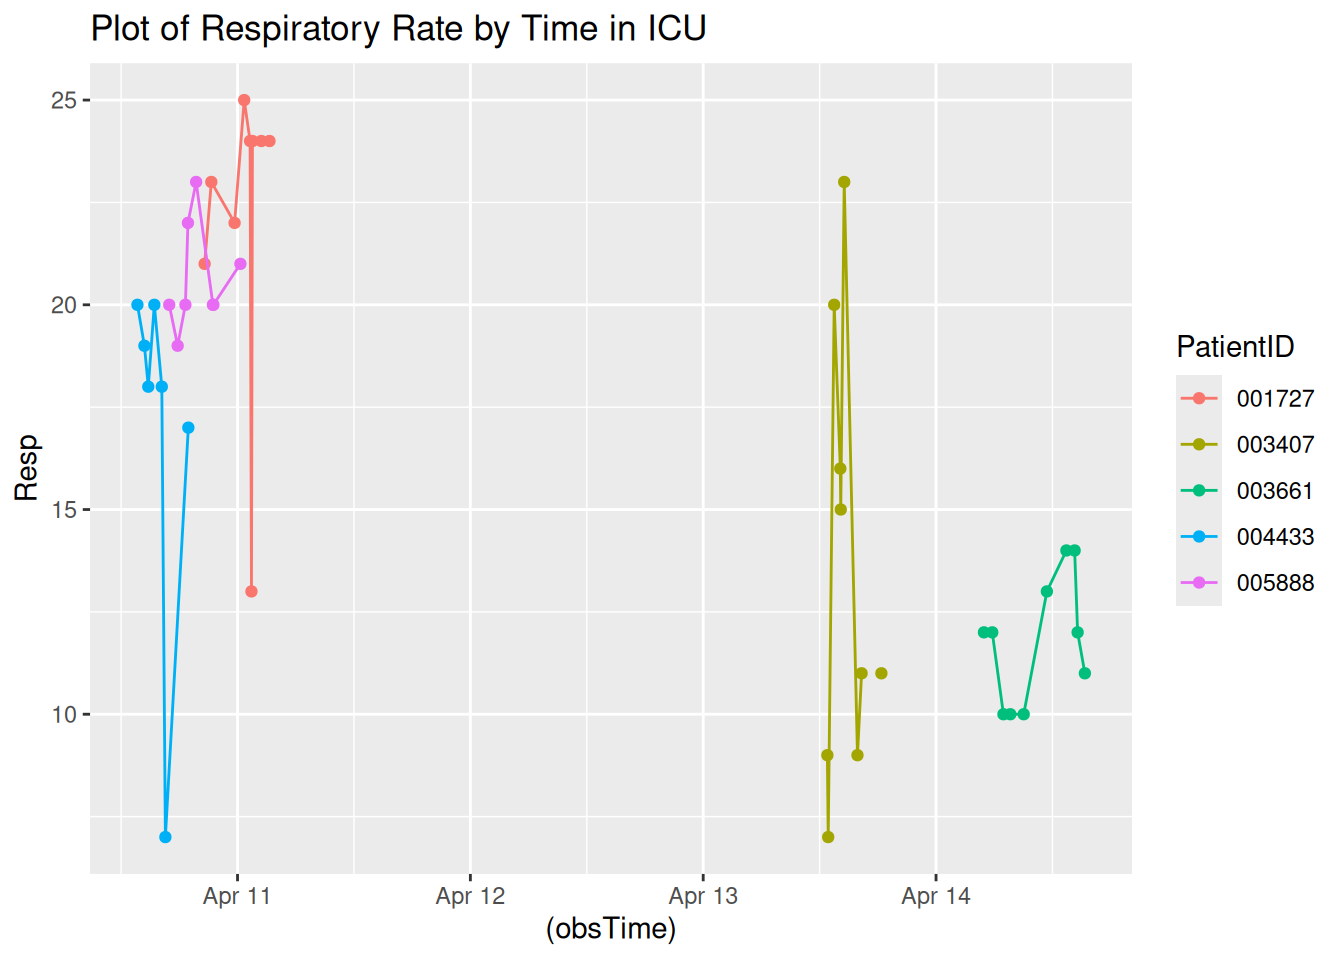 Plot of Respiratory Rate by Time in ICU
25
20
15
10
Resp
Apr 11
Apr 12
Apr 13
Apr 14
(obsTime)
PatientID
001727
003407
003661
004433
005888